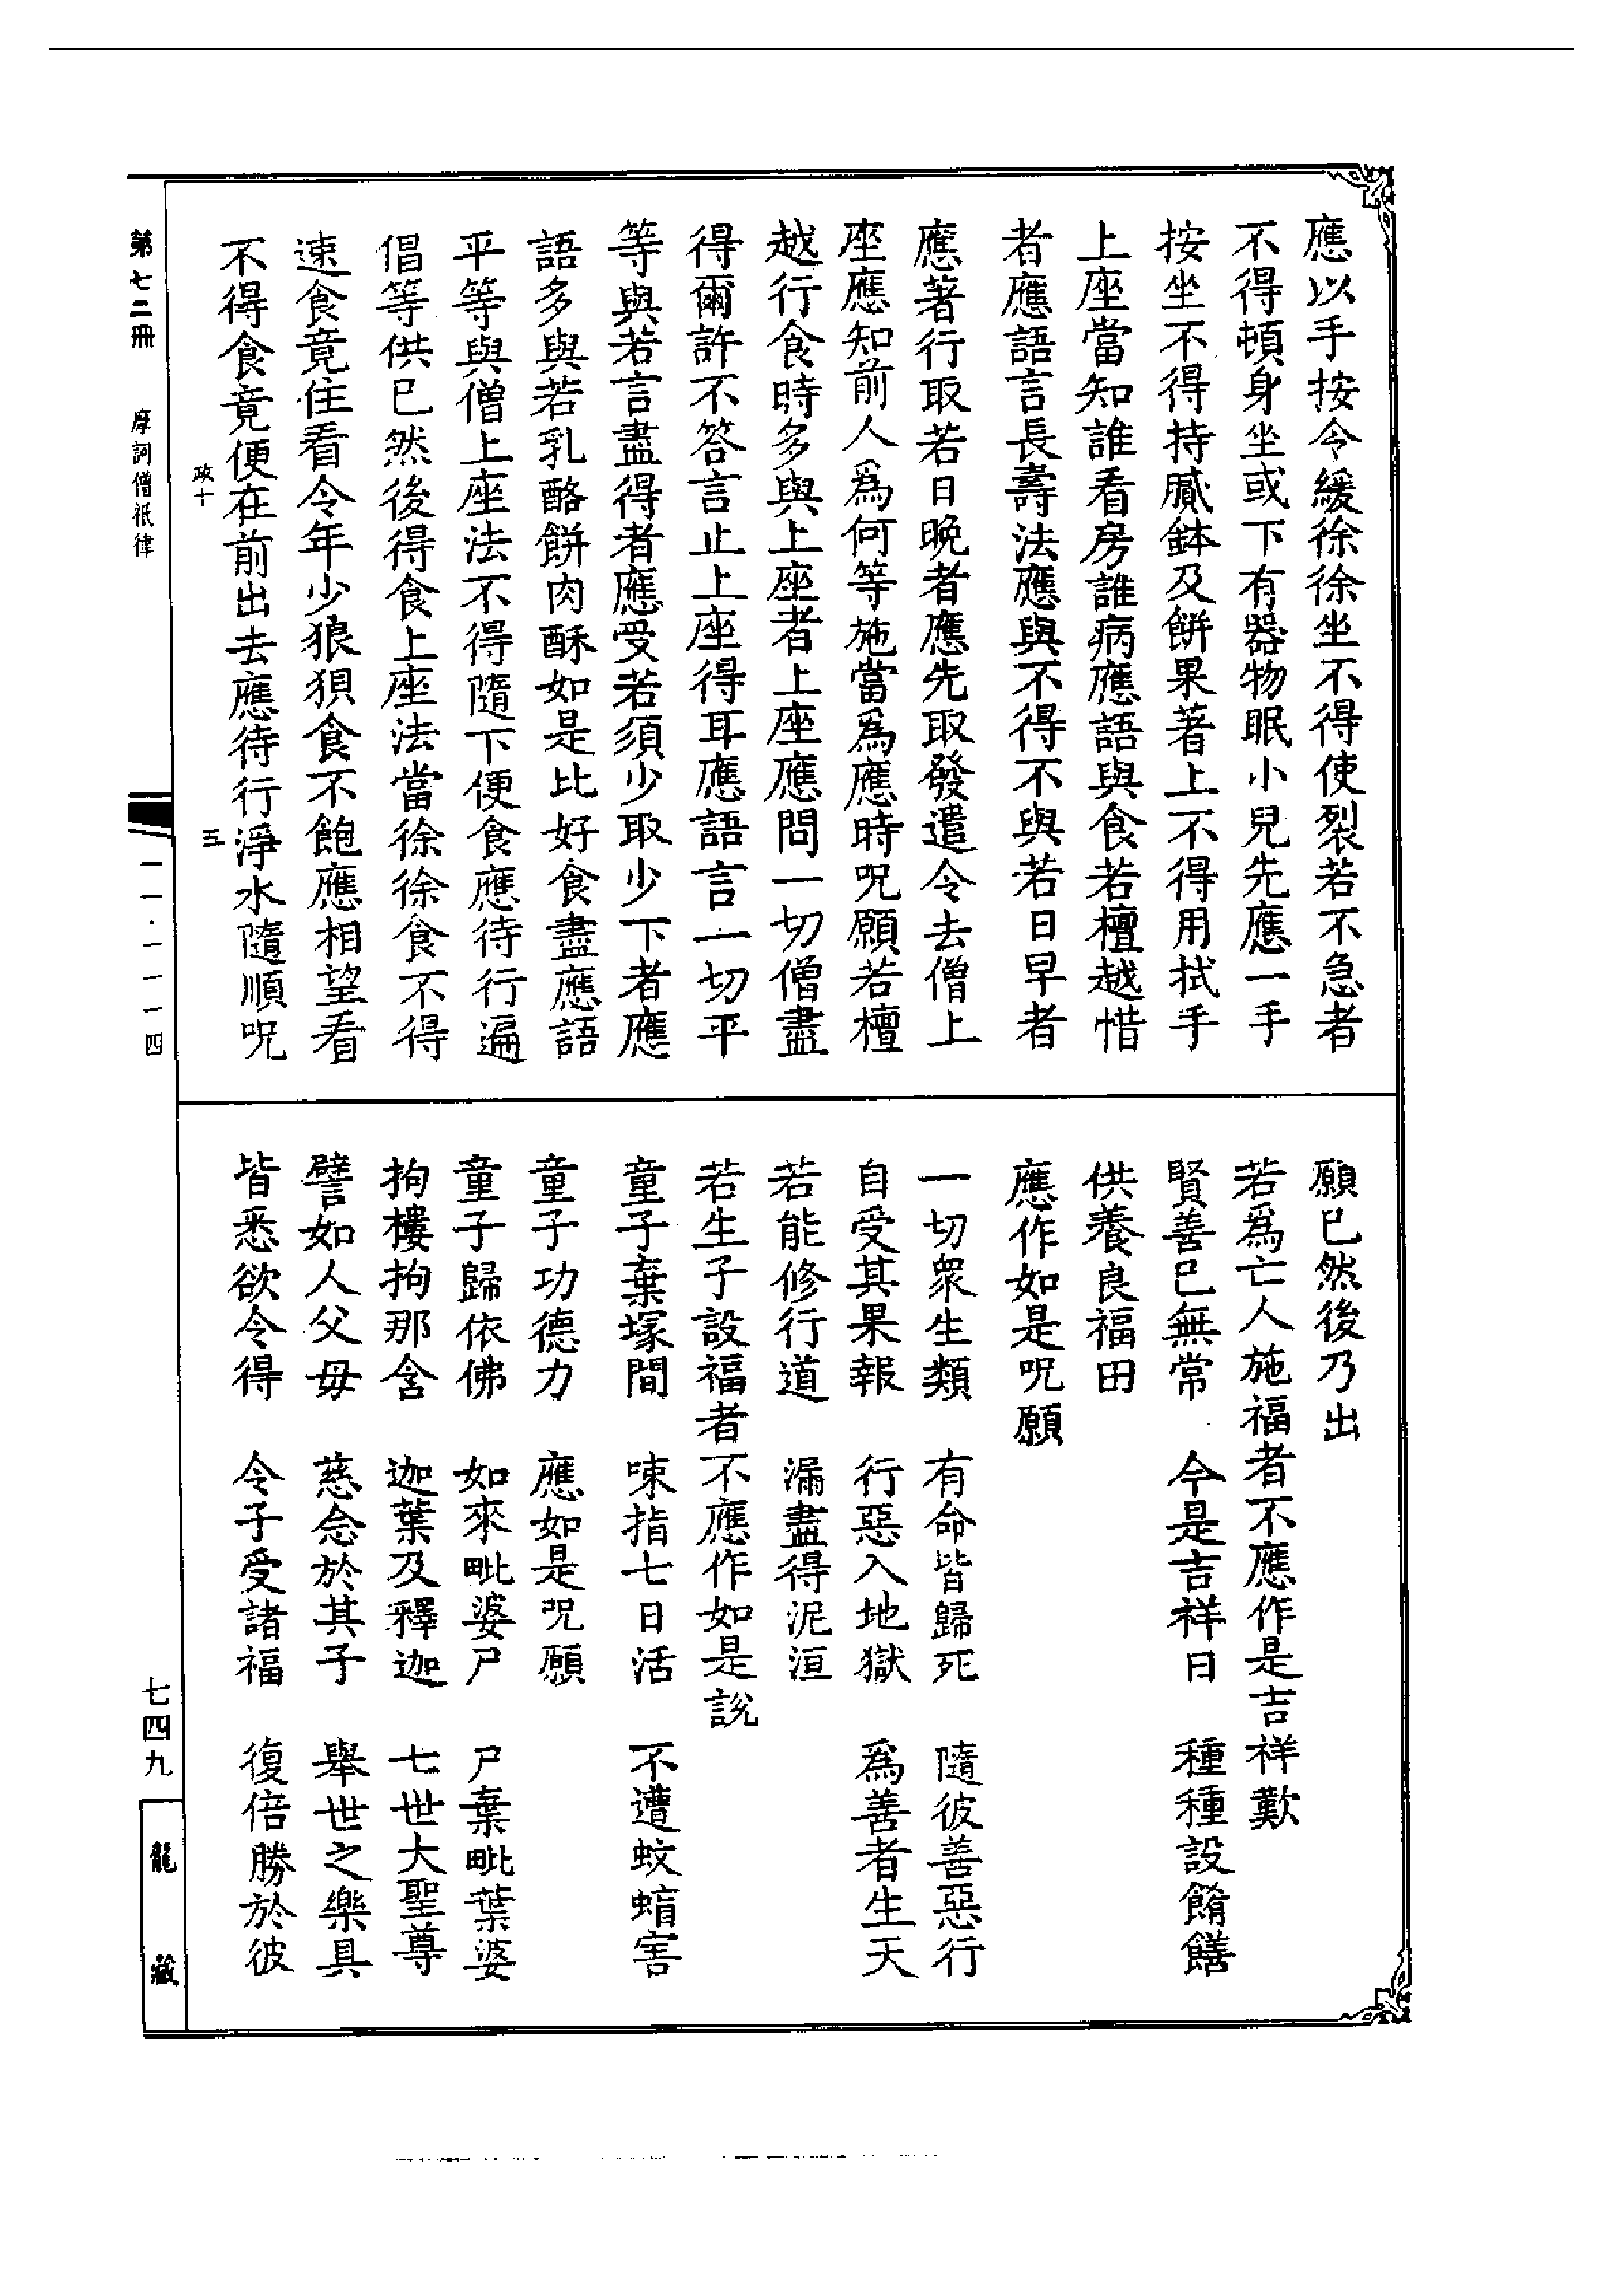 應以手按令緩徐徐坐不得使裂若不急者
不得頓身坐或下有器物眠小兒先應一手
按坐不得持膩鉢及餅果著上不得用拭手
上座當知誰看房誰病應語與食若檀越惜
者應語言長壽法應與不得不與若日早者
應著行取若日晚者應先取發遣令去僧上
座應知前人爲何等施當爲應時呪願若檀
越行食時多與上座者上座應問一切僧盡
得爾許不答言止上座得耳應語言一切平
等與若言盡得者應受若須少取少下者應
語多與若乳酪餅肉酥如是比好食盡應語
平等與僧上座法不得隨下便食應待行遍
倡等供已然後得食上座法當徐徐食不得
速食竟住看令年少狼狽食不飽應相望看
不得食竟便在前出去應待行淨水隨順呪
願已然後乃出
若爲亡人施福者不應作是吉祥歎
賢善已無常　今是吉祥日　種種設餚饍
供養良福田
應作如是呪願
一切衆生類　有命皆歸死　隨彼善惡行
自受其果報　行惡入地獄　爲善者生天
若能修行道　漏盡得泥洹
若生子設福者不應作如是説
童子棄塚間　㖩指七日活　不遭蚊蝱害
童子功德力　應如是呪願
童子歸依佛　如來毗婆尸　尸棄毗葉婆
拘樓拘那含　迦葉及釋迦　七世大聖尊
譬如人父母　慈念於其子　舉世之樂具
皆悉欲令得　令子受諸福　復倍勝於彼
第七二冊　摩訶僧祇律
政十
三
一一·一一一四
七四九
龍藏